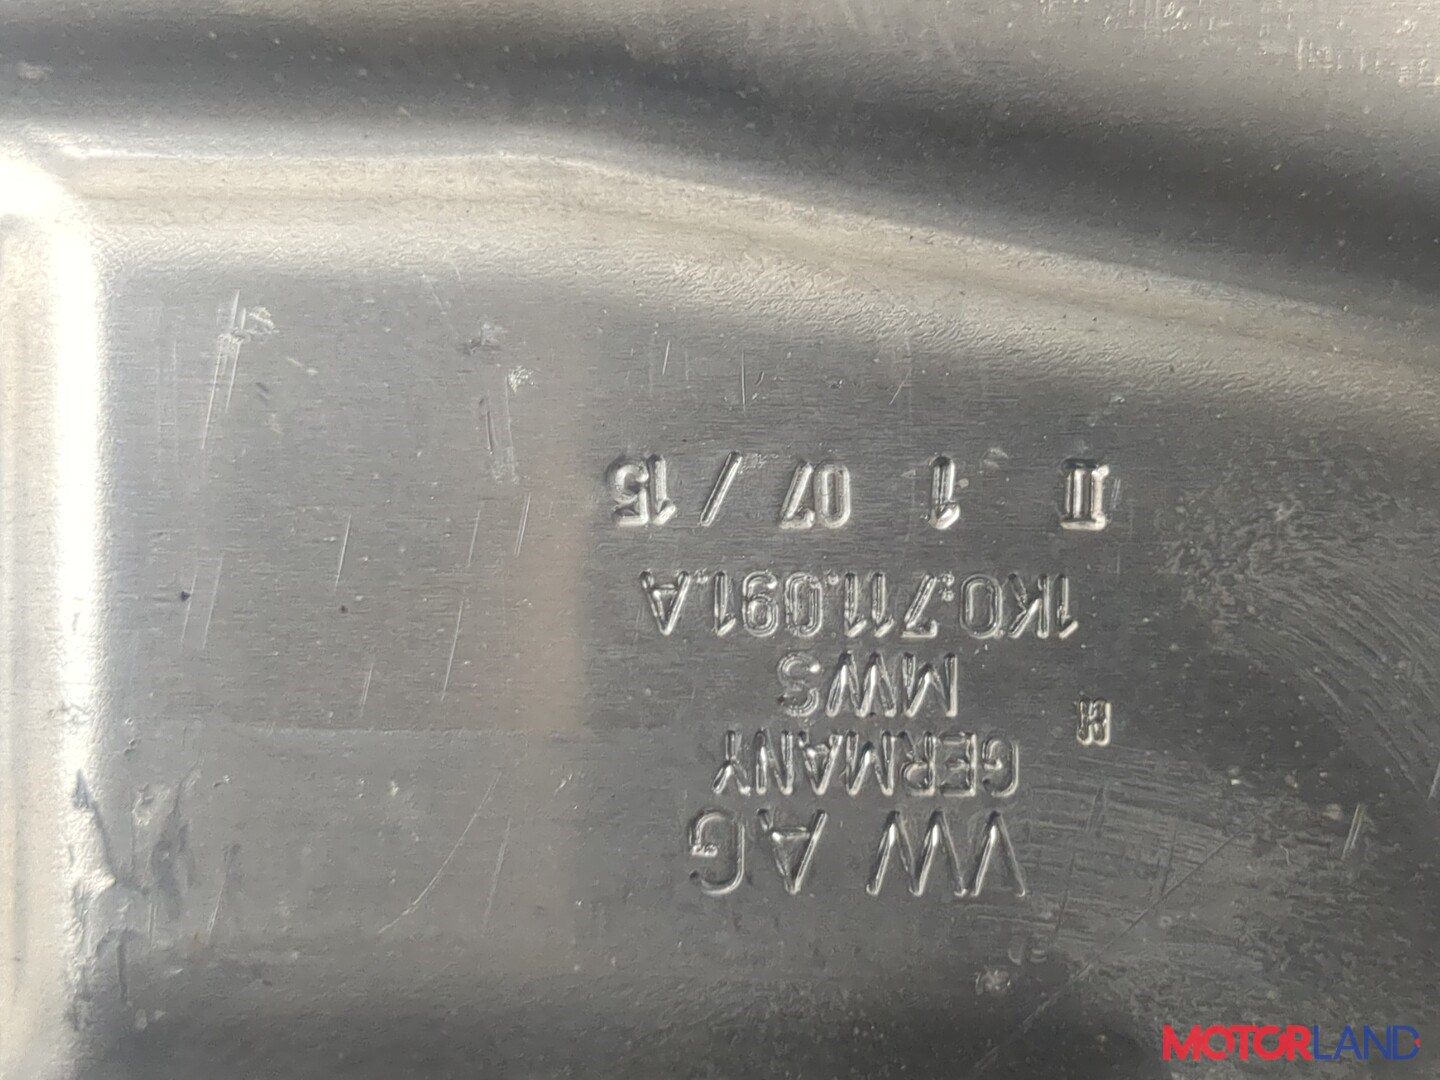 VW AG
GERMANY
MWS
1K0.711.091.A
II 1 07 / 15
MOTORLAND